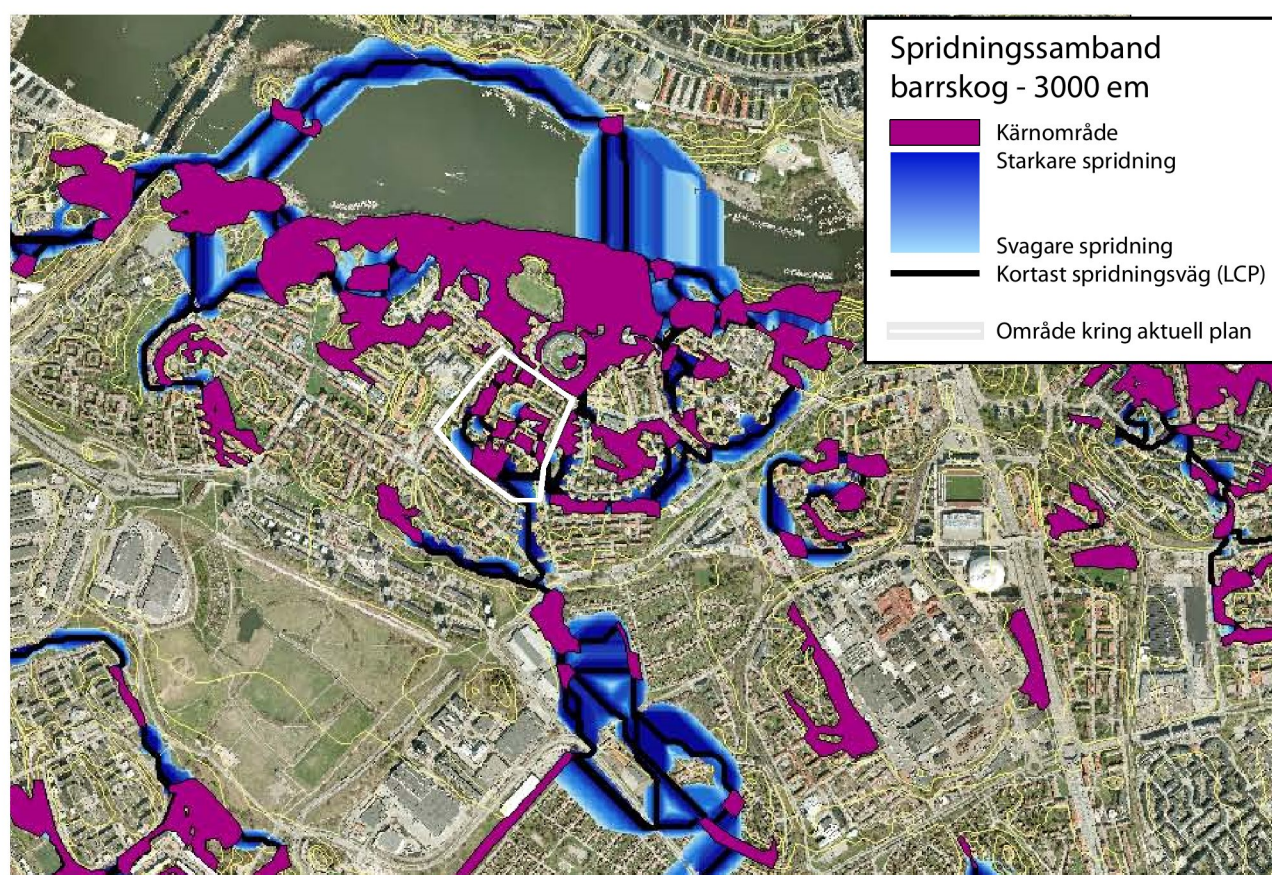 Spridningssamband
barrskog - 3000 em
Kärnområde
Starkare spridning
Svagare spridning
Kortast spridningsväg (LCP)
Område kring aktuell plan